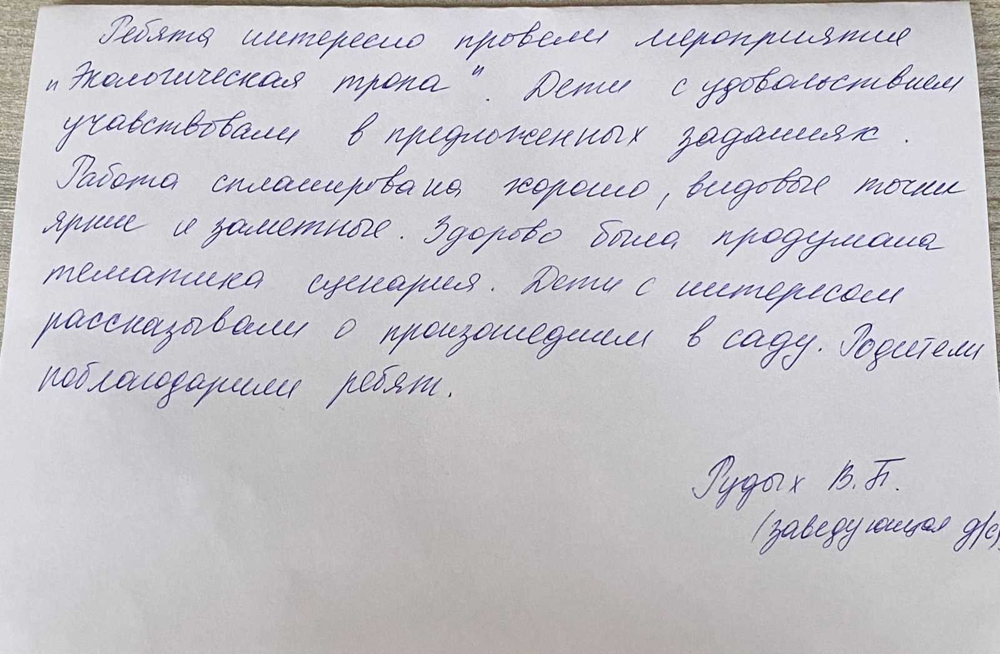 Ребята интересно провели мероприятие
"Экологическая тропа". Дети с удовольствием
учавствовали в предложенных заданиях.
Работа спланирована хорошо, видовые точки
яркие и заметные. Здорово была продумана
тематика сценария. Дети с интересом
рассказывали о произошедшем в саду. Родители
поблагодарили ребят.
Рудых В.П.
(заведующая д/с)